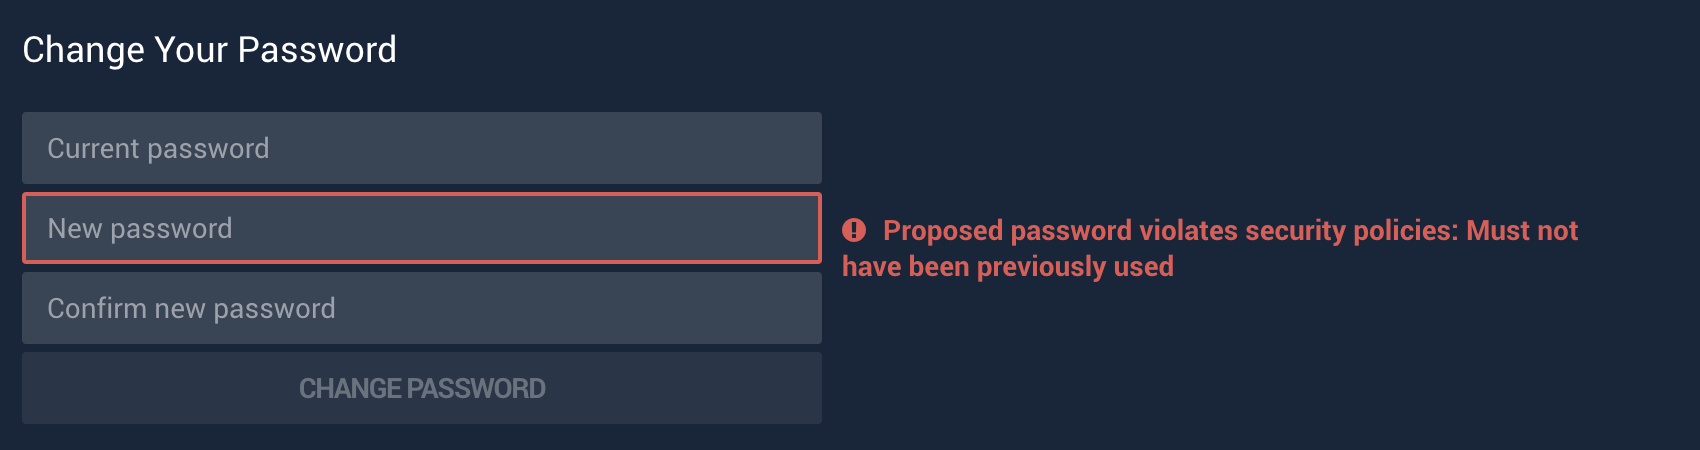 Change Your Password
Current password
New password
Proposed password violates security policies: Must not
have been previously used
Confirm new password
CHANGE PASSWORD